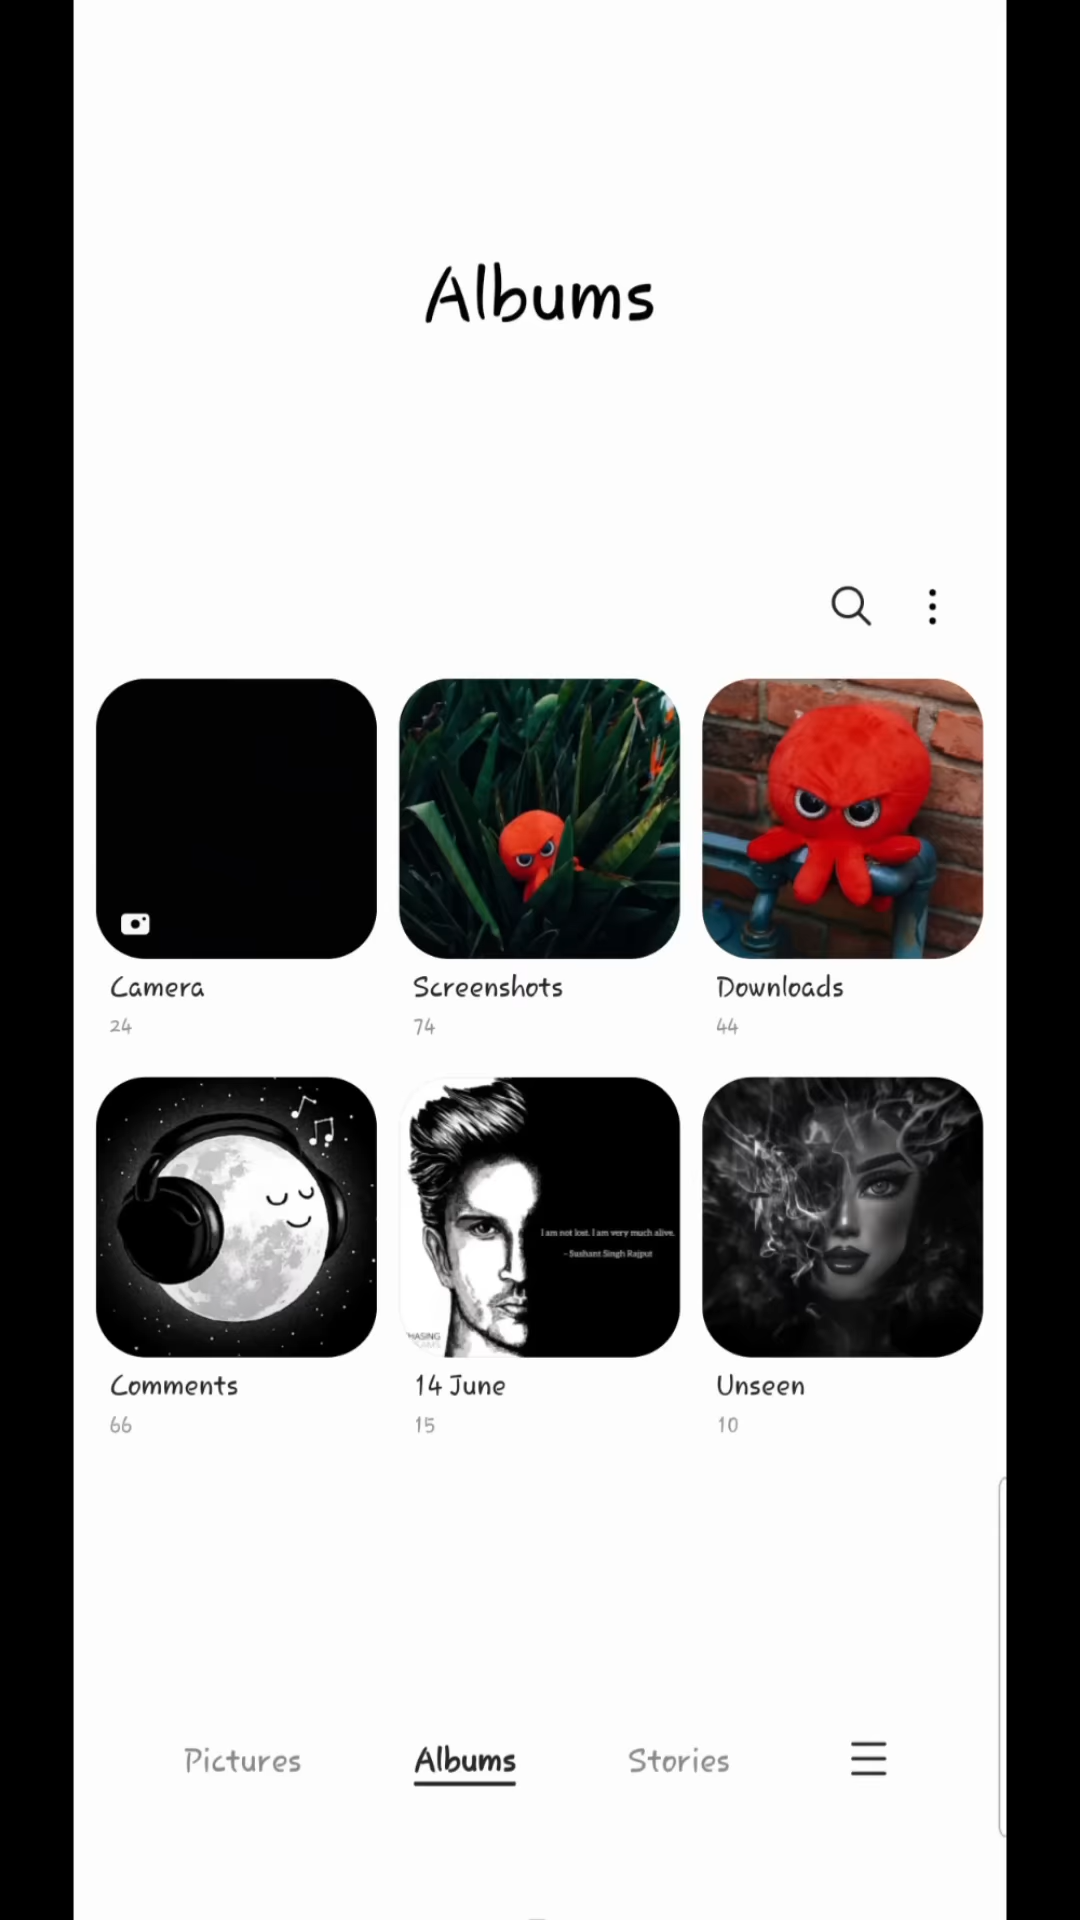 Albums
Camera
24
Screenshots
74
Downloads
44
I am not lost. I am very much alive.
- Sushant Singh Rajput
HASING
Comments
66
14 June
15
Unseen
10
Pictures
Albums
Stories